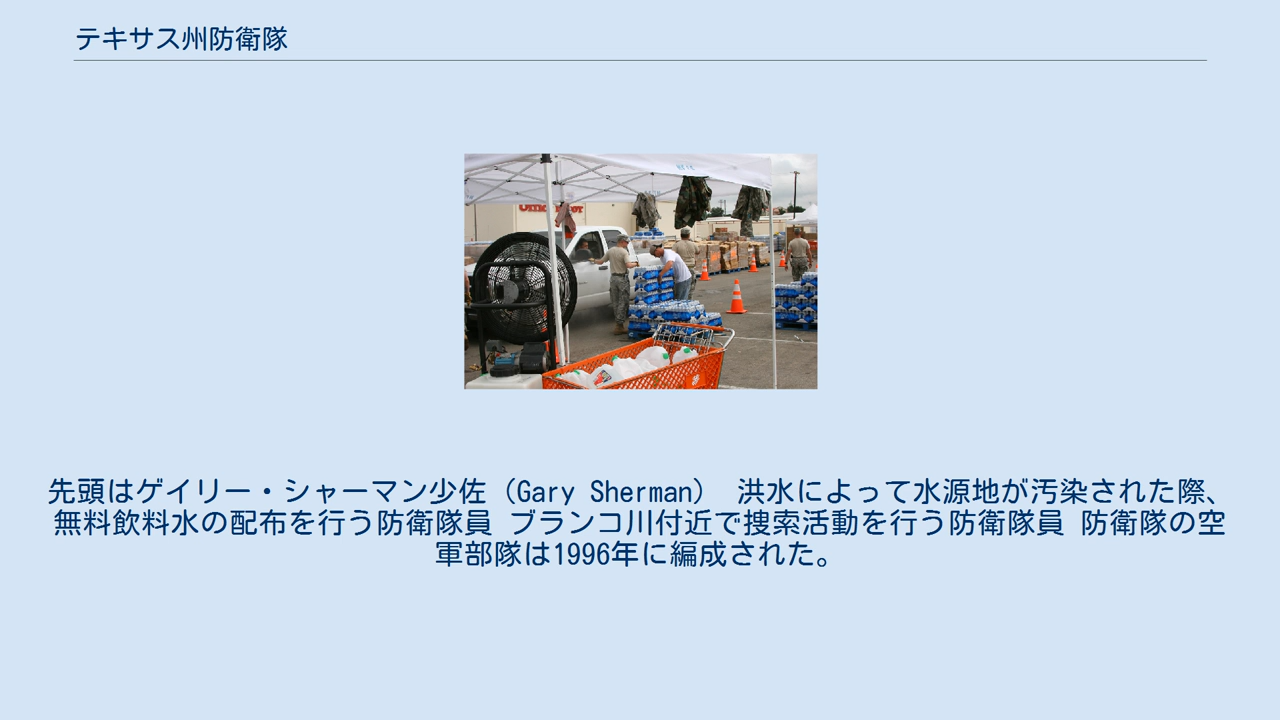 テキサス州防衛隊
先頭はゲイリー・シャーマン少佐（Gary Sherman） 洪水によって水源地が汚染された際、
無料飲料水の配布を行う防衛隊員 ブランコ川付近で捜索活動を行う防衛隊員 防衛隊の空
軍部隊は1996年に編成された。